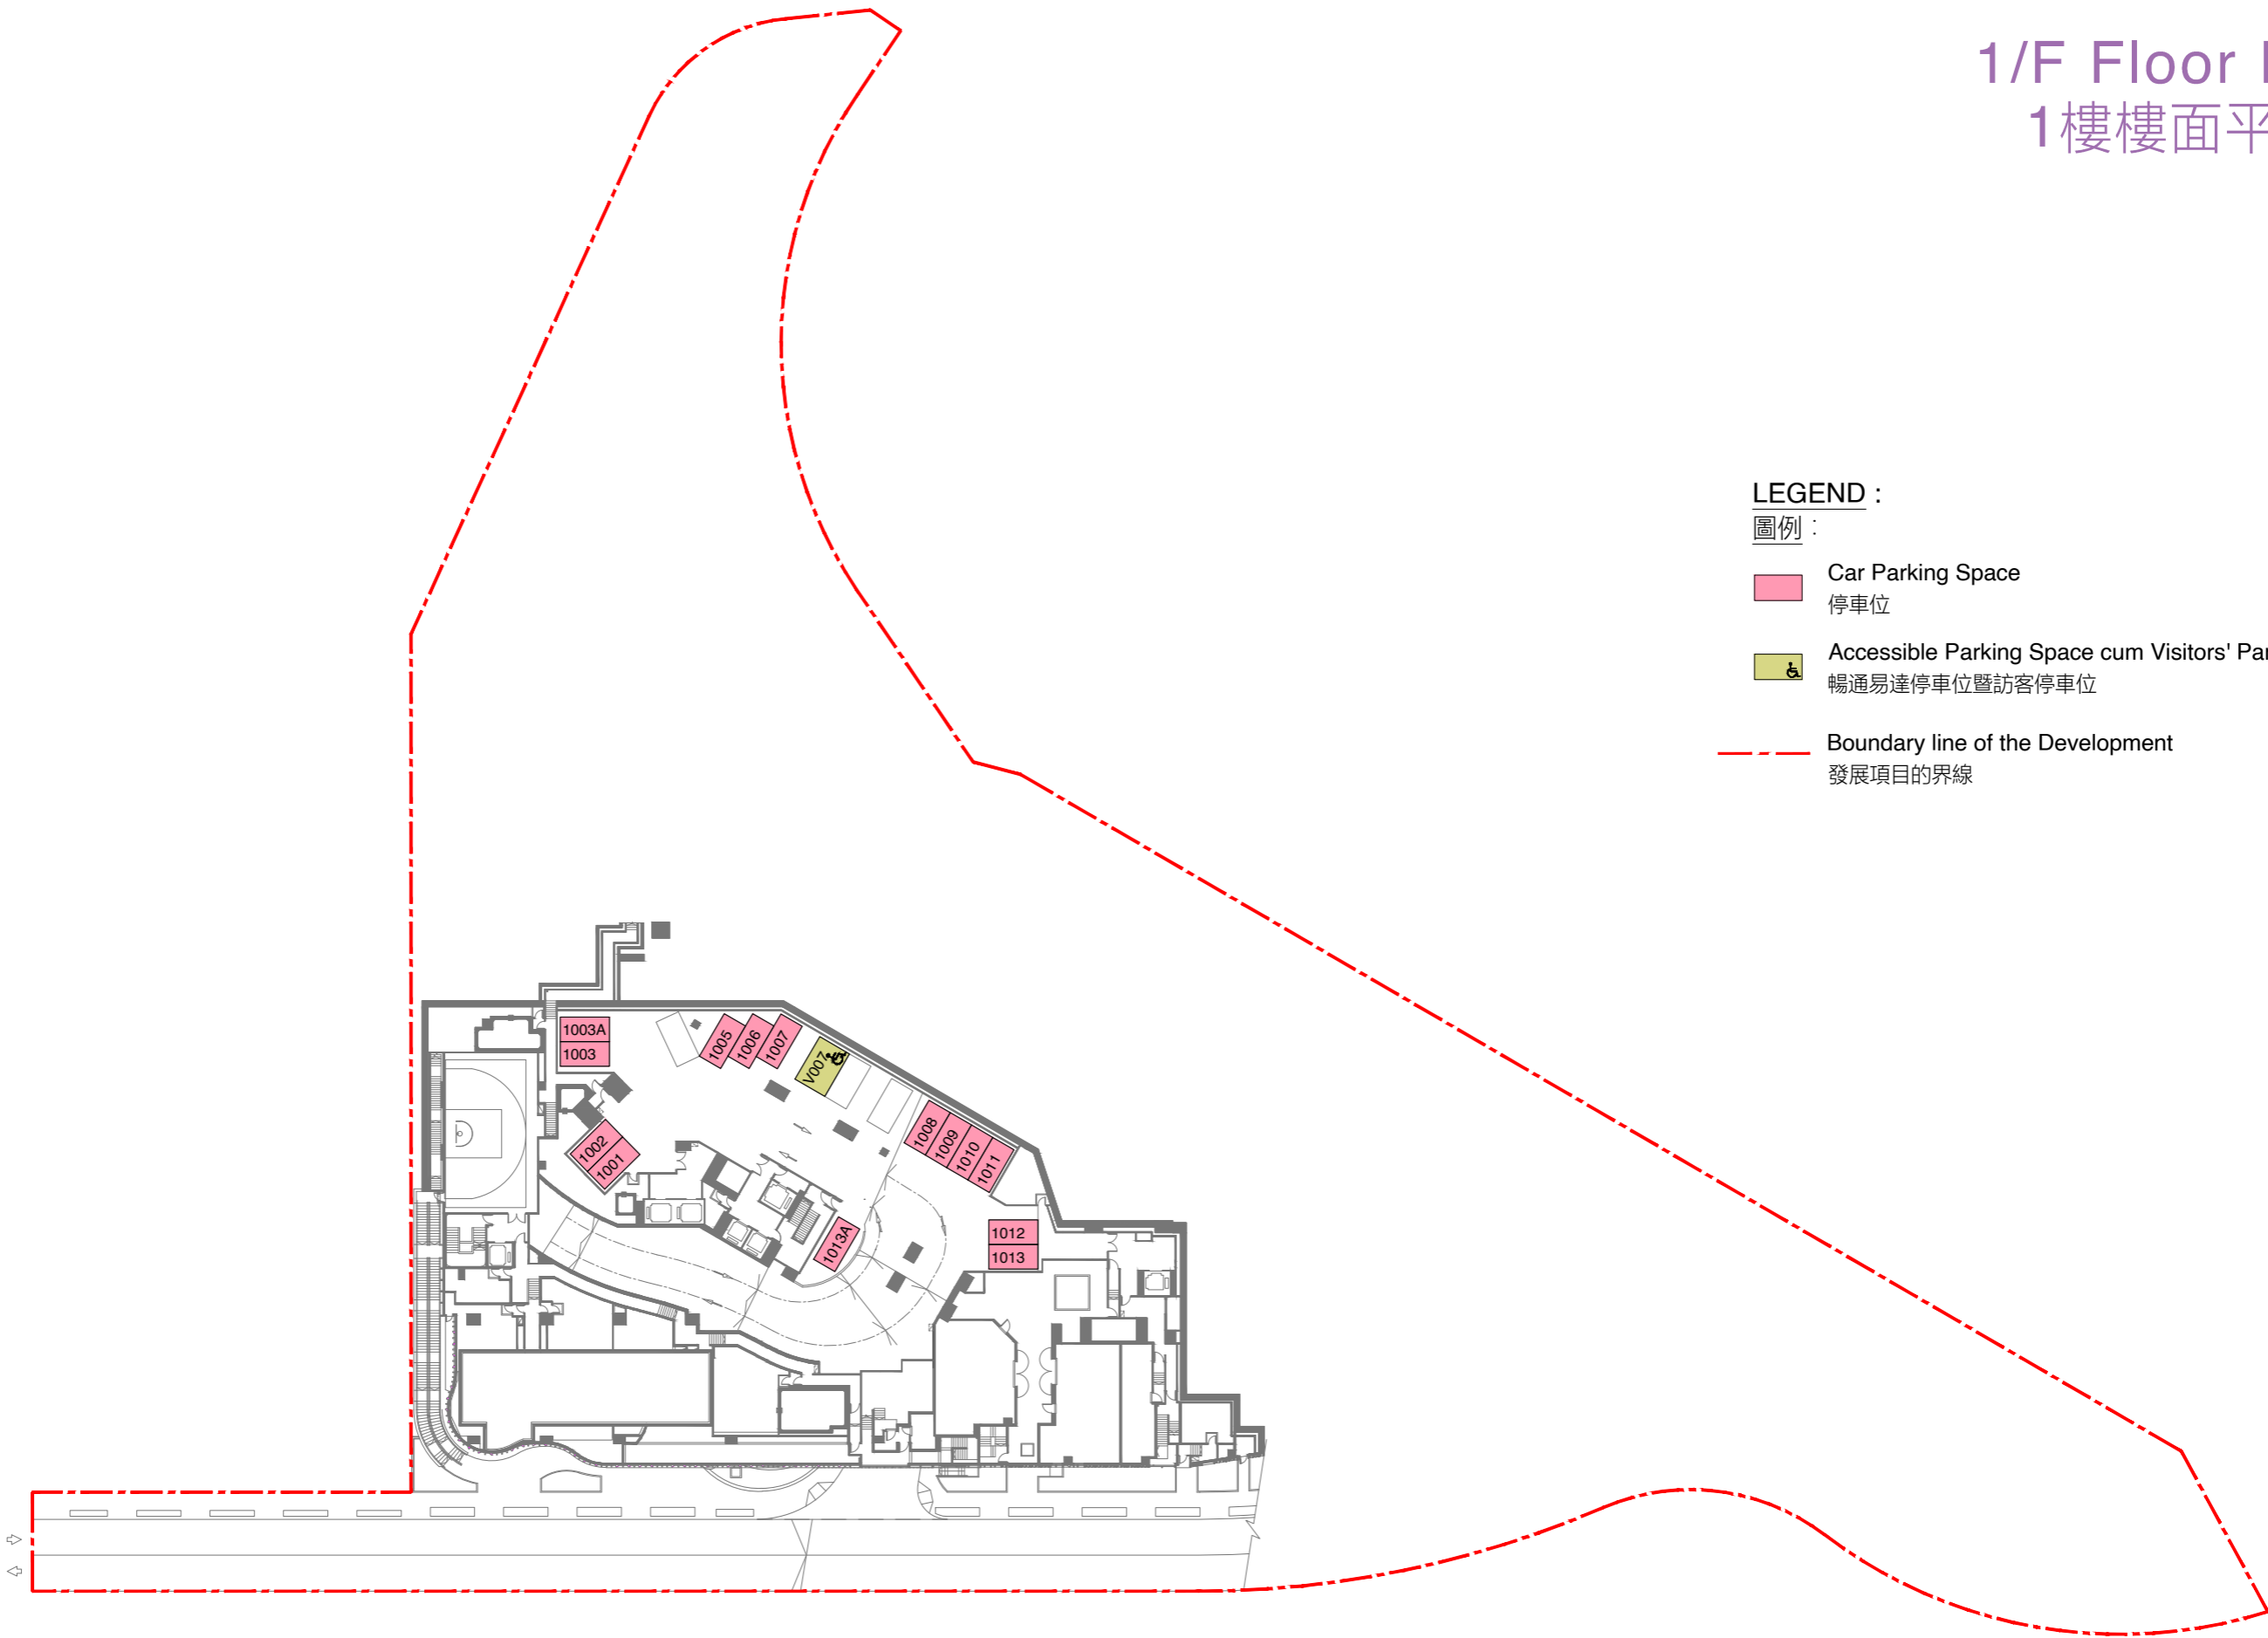 1/F Floor
1樓樓面平
LEGEND :
圖例 :
Car Parking Space
停車位
Accessible Parking Space cum Visitors'
暢通易達停車位暨訪客停車位
Boundary line of the Development
發展項目的界線
1003A
1003
1005
1006
1007
V007
1002
1001
1008
1009
1010
1011
1013A
1012
1013